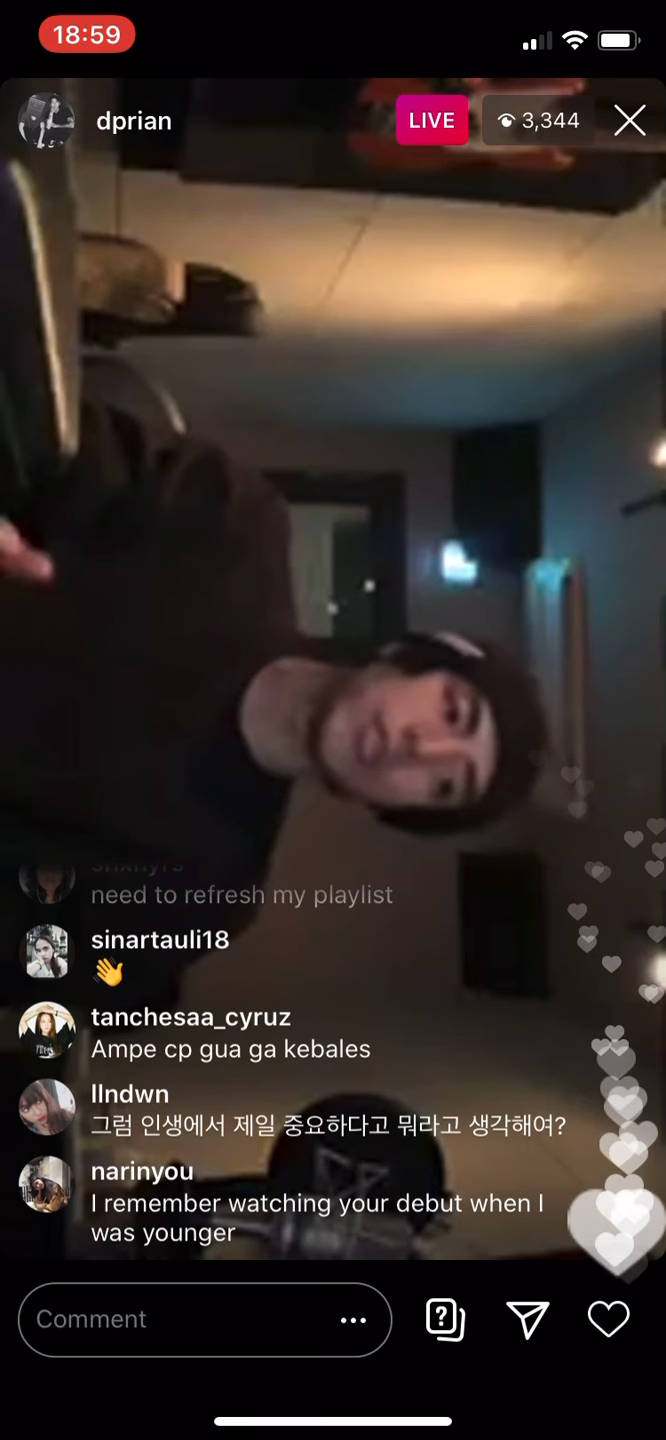 18:59
dprian
LIVE
3,344
need to refresh my playlist
sinartauli18
👋
tanchesaa_cyruz
Ampe cp gua ga kebales
llndwn
그럼 인생에서 제일 중요하다고 뭐라고 생각해여?
narinyou
I remember watching your debut when I
was younger
Comment